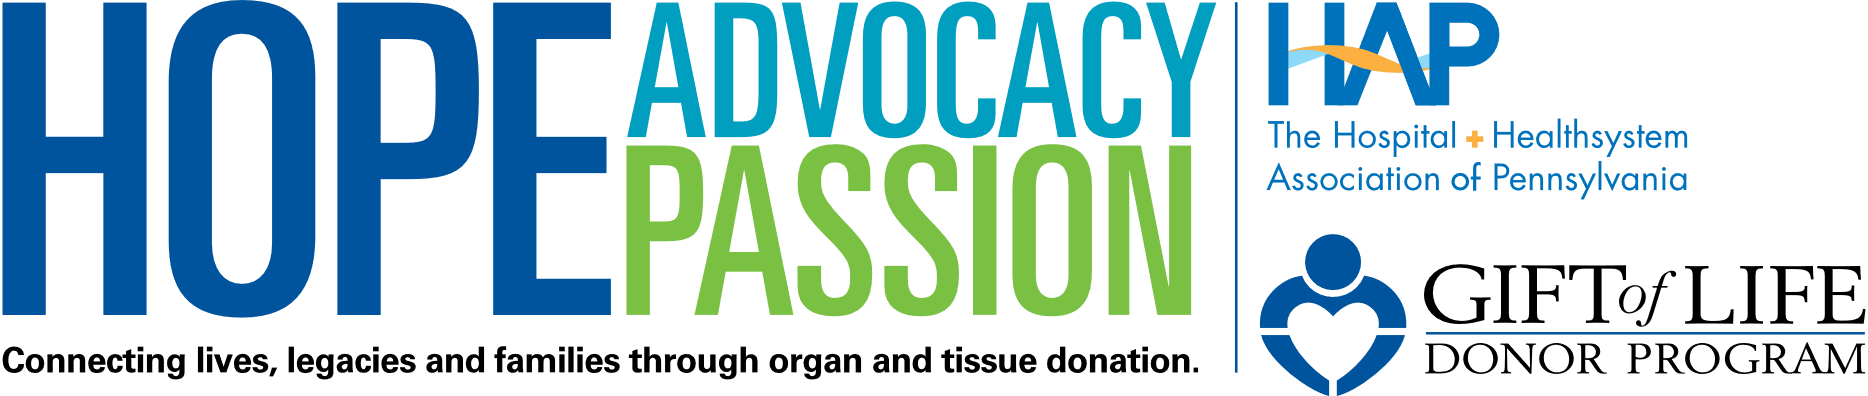 HOPE
ADVOCACY
PASSION
Connecting lives, legacies and families through organ and tissue donation.
HAP
The Hospital + Healthsystem
Association of Pennsylvania
GIFT of LIFE
DONOR PROGRAM